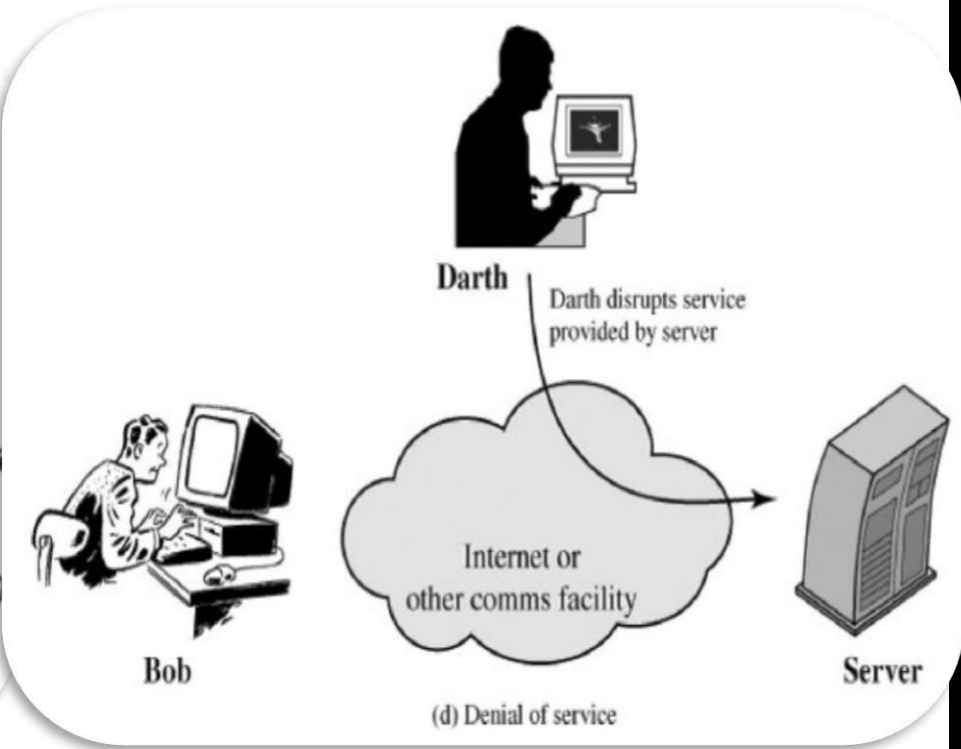 Darth
Darth disrupts service
provided by server
Internet or
other comms facility
Bob
Server
(d) Denial of service